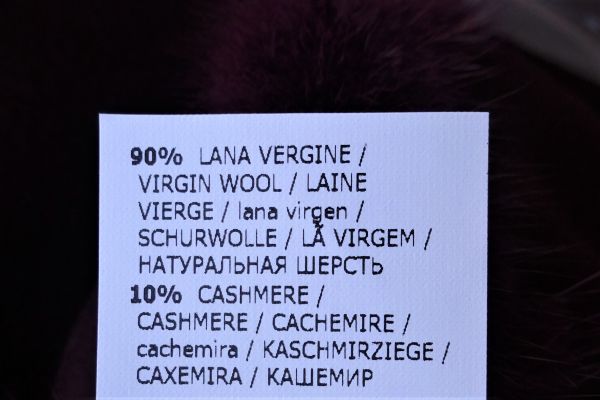 90% LANA VERGINE /
VIRGIN WOOL / LAINE
VIERGE / lana virgen /
SCHURWOLLE / LÃ VIRGEM /
НАТУРАЛЬНАЯ ШЕРСТЬ
10% CASHMERE /
CASHMERE / CACHEMIRE /
cachemira / KASCHMIRZIEGE /
CAXEMIRA / КАШЕМИР